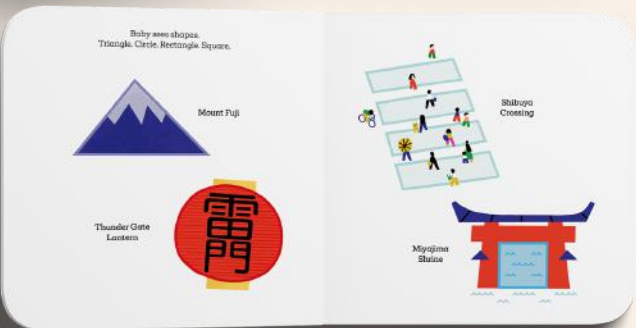 Baby sees shapes.
Triangle. Circle. Rectangle. Square.
Mount Fuji
Thunder Gate
Lantern
雷門
Shibuya
Crossing
Miyajima
Shrine